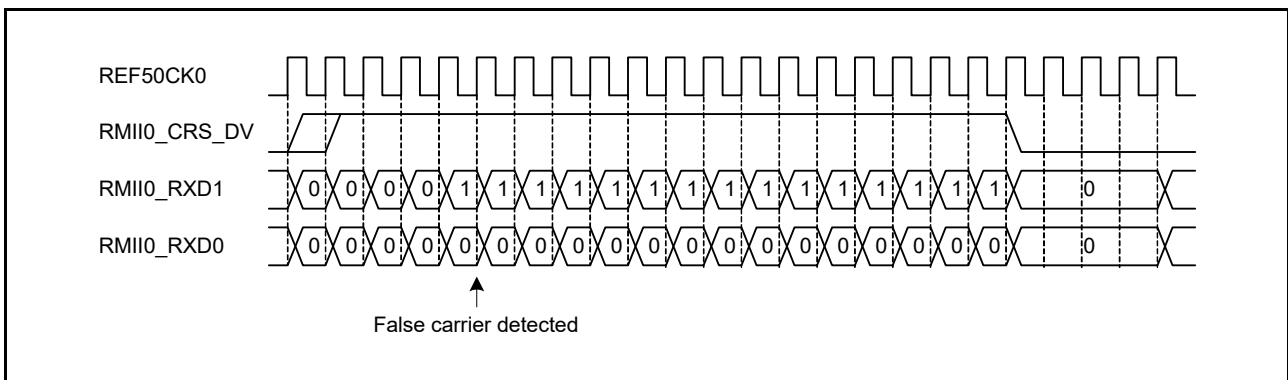 REF50CK0
RMII0_CRS_DV
RMII0_RXD1 0 0 0 0 1 1 1 1 1 1 1 1 1 1 1 1 1 1 1 0
RMII0_RXD0 0 0 0 0 0 0 0 0 0 0 0 0 0 0 0 0 0 0 0 0
False carrier detected